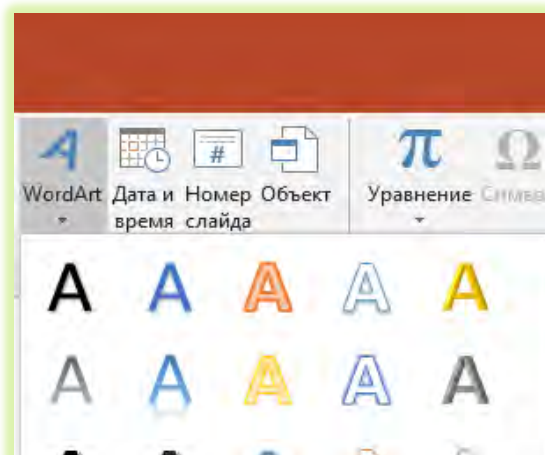 WordArt Дата и Номер Объект Уравнение
время слайда
A A A A A
A A A A A